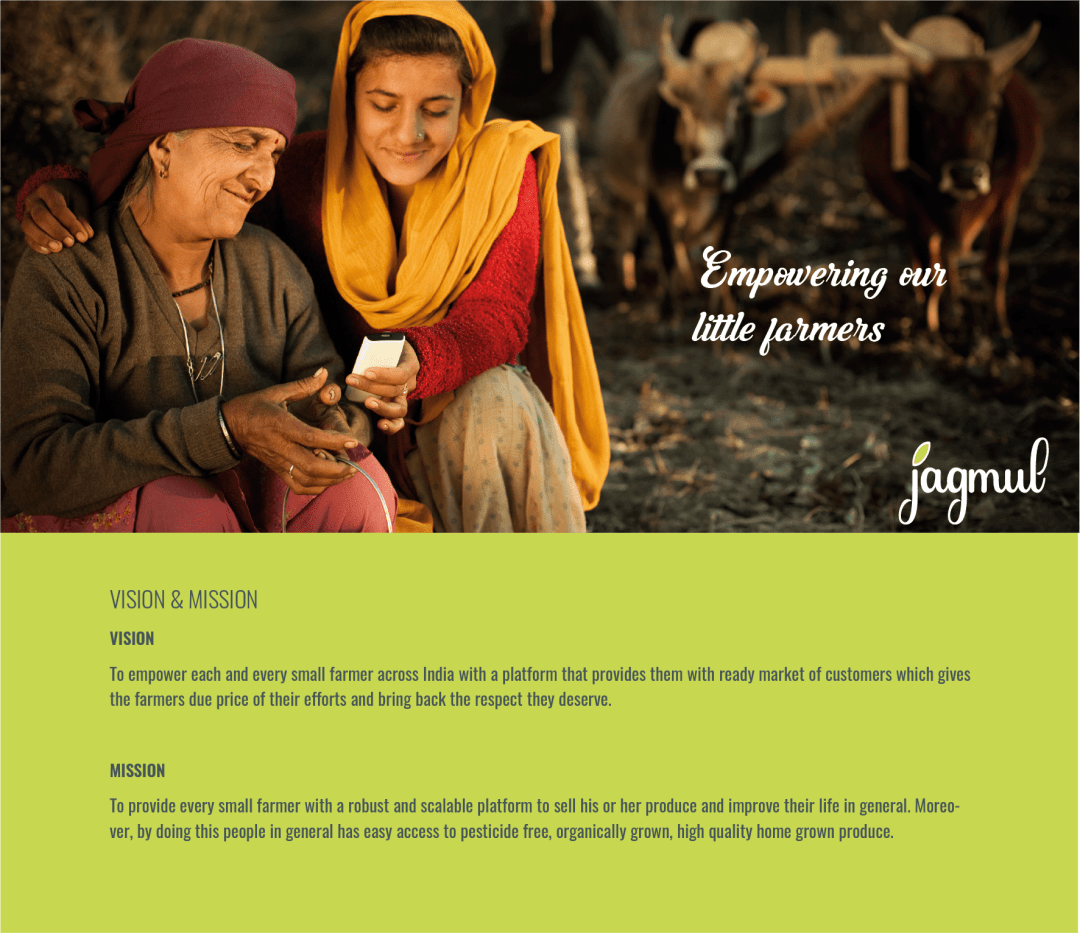 Empowering our
little farmers
jagmul
VISION & MISSION
VISION
To empower each and every small farmer across India with a platform that provides them with ready market of customers which gives
the farmers due price of their efforts and bring back the respect they deserve.
MISSION
To provide every small farmer with a robust and scalable platform to sell his or her produce and improve their life in general. Moreo-
ver, by doing this people in general has easy access to pesticide free, organically grown, high quality home grown produce.